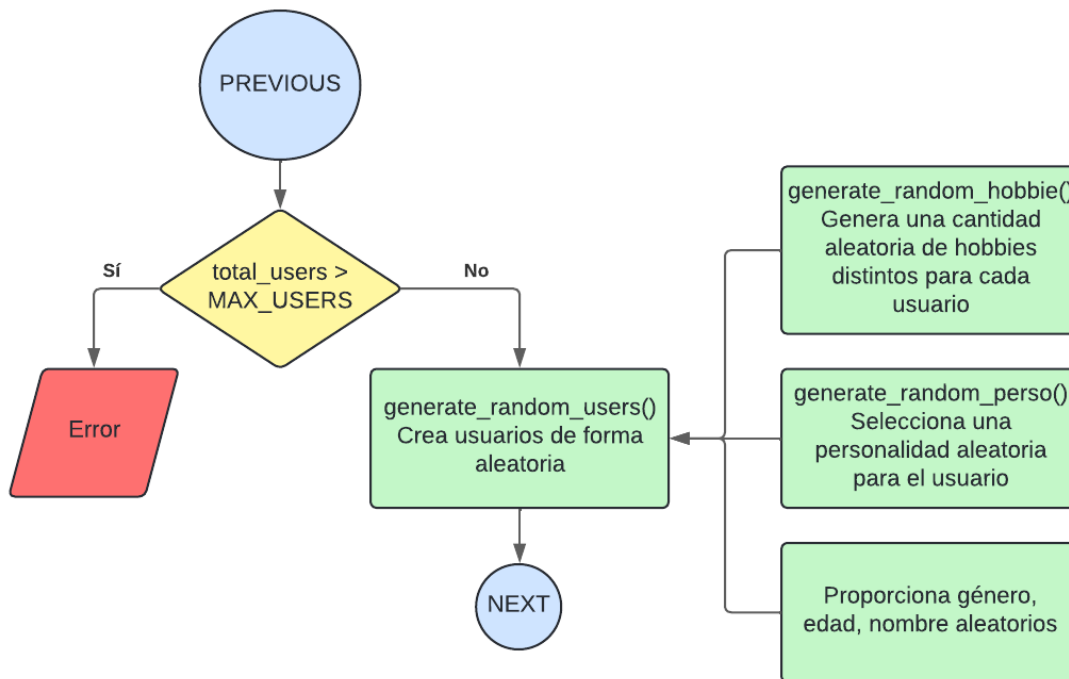 PREVIOUS
total_users >
MAX_USERS
Sí
No
Error
generate_random_users()
Crea usuarios de forma
aleatoria
NEXT
generate_random_hobbie()
Genera una cantidad
aleatoria de hobbies
distintos para cada
usuario
generate_random_perso()
Selecciona una
personalidad aleatoria
para el usuario
Proporciona género,
edad, nombre aleatorios